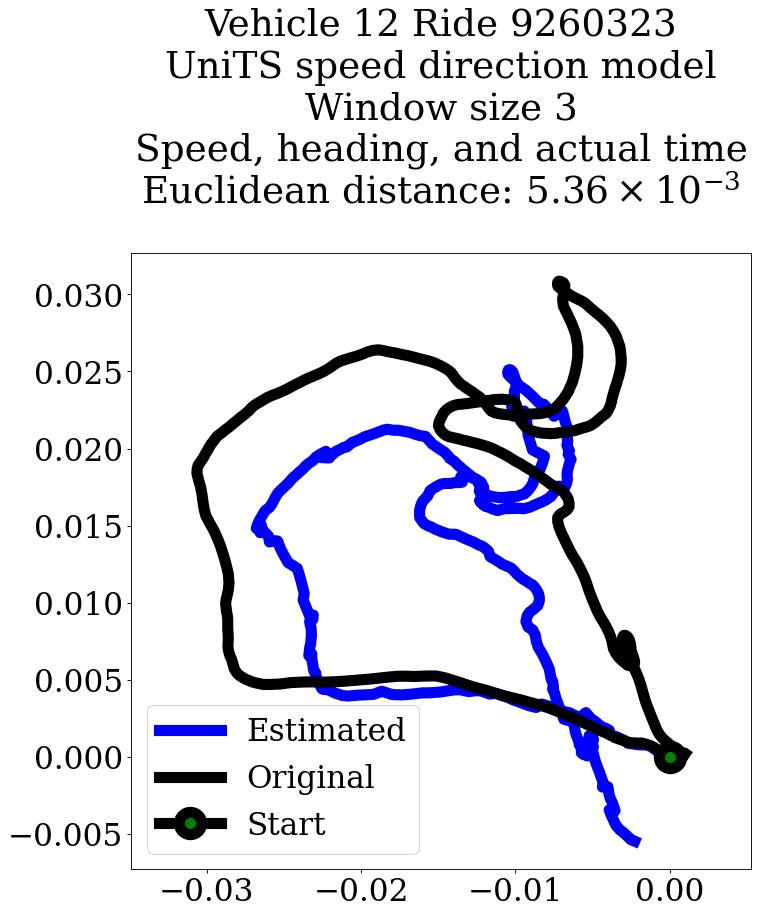 Vehicle 12 Ride 9260323
UniTS speed direction model
Window size 3
Speed, heading, and actual time
Euclidean distance: 5.36 × 10⁻³
0.030
0.025
0.020
0.015
0.010
0.005
0.000
−0.005
Estimated
Original
Start
−0.03 −0.02 −0.01 0.00